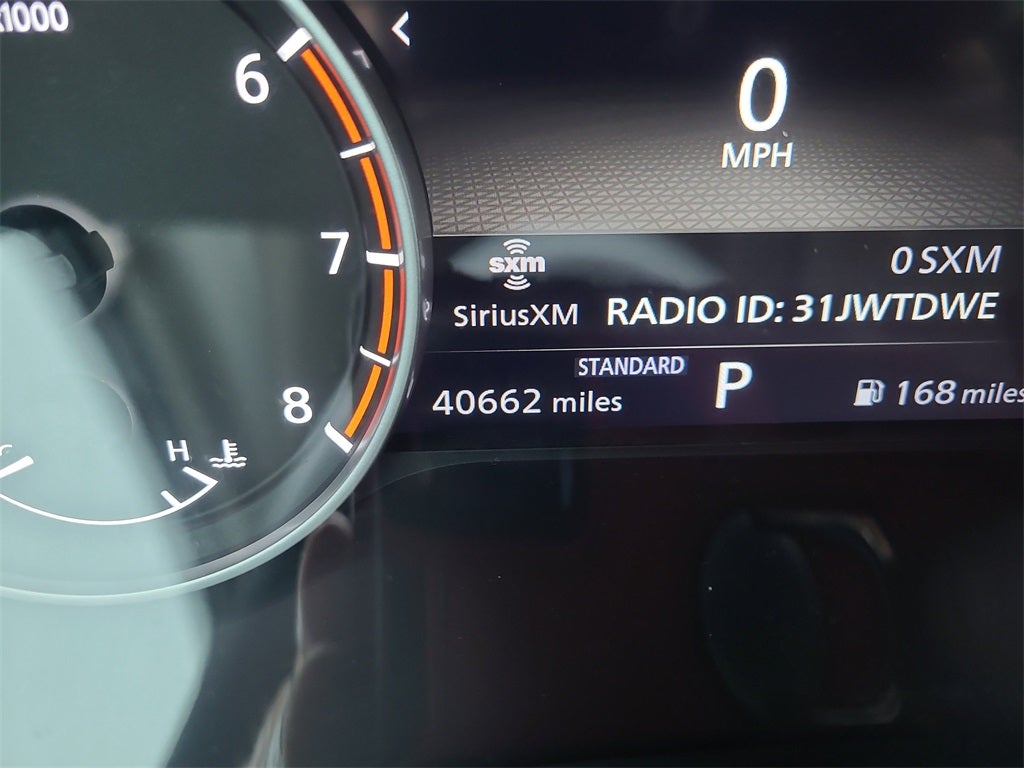 x1000
6
7
8
H
<
0
MPH
sxm
SiriusXM
0 SXM
RADIO ID: 31JWTDWE
STANDARD
40662 miles
P
168 miles